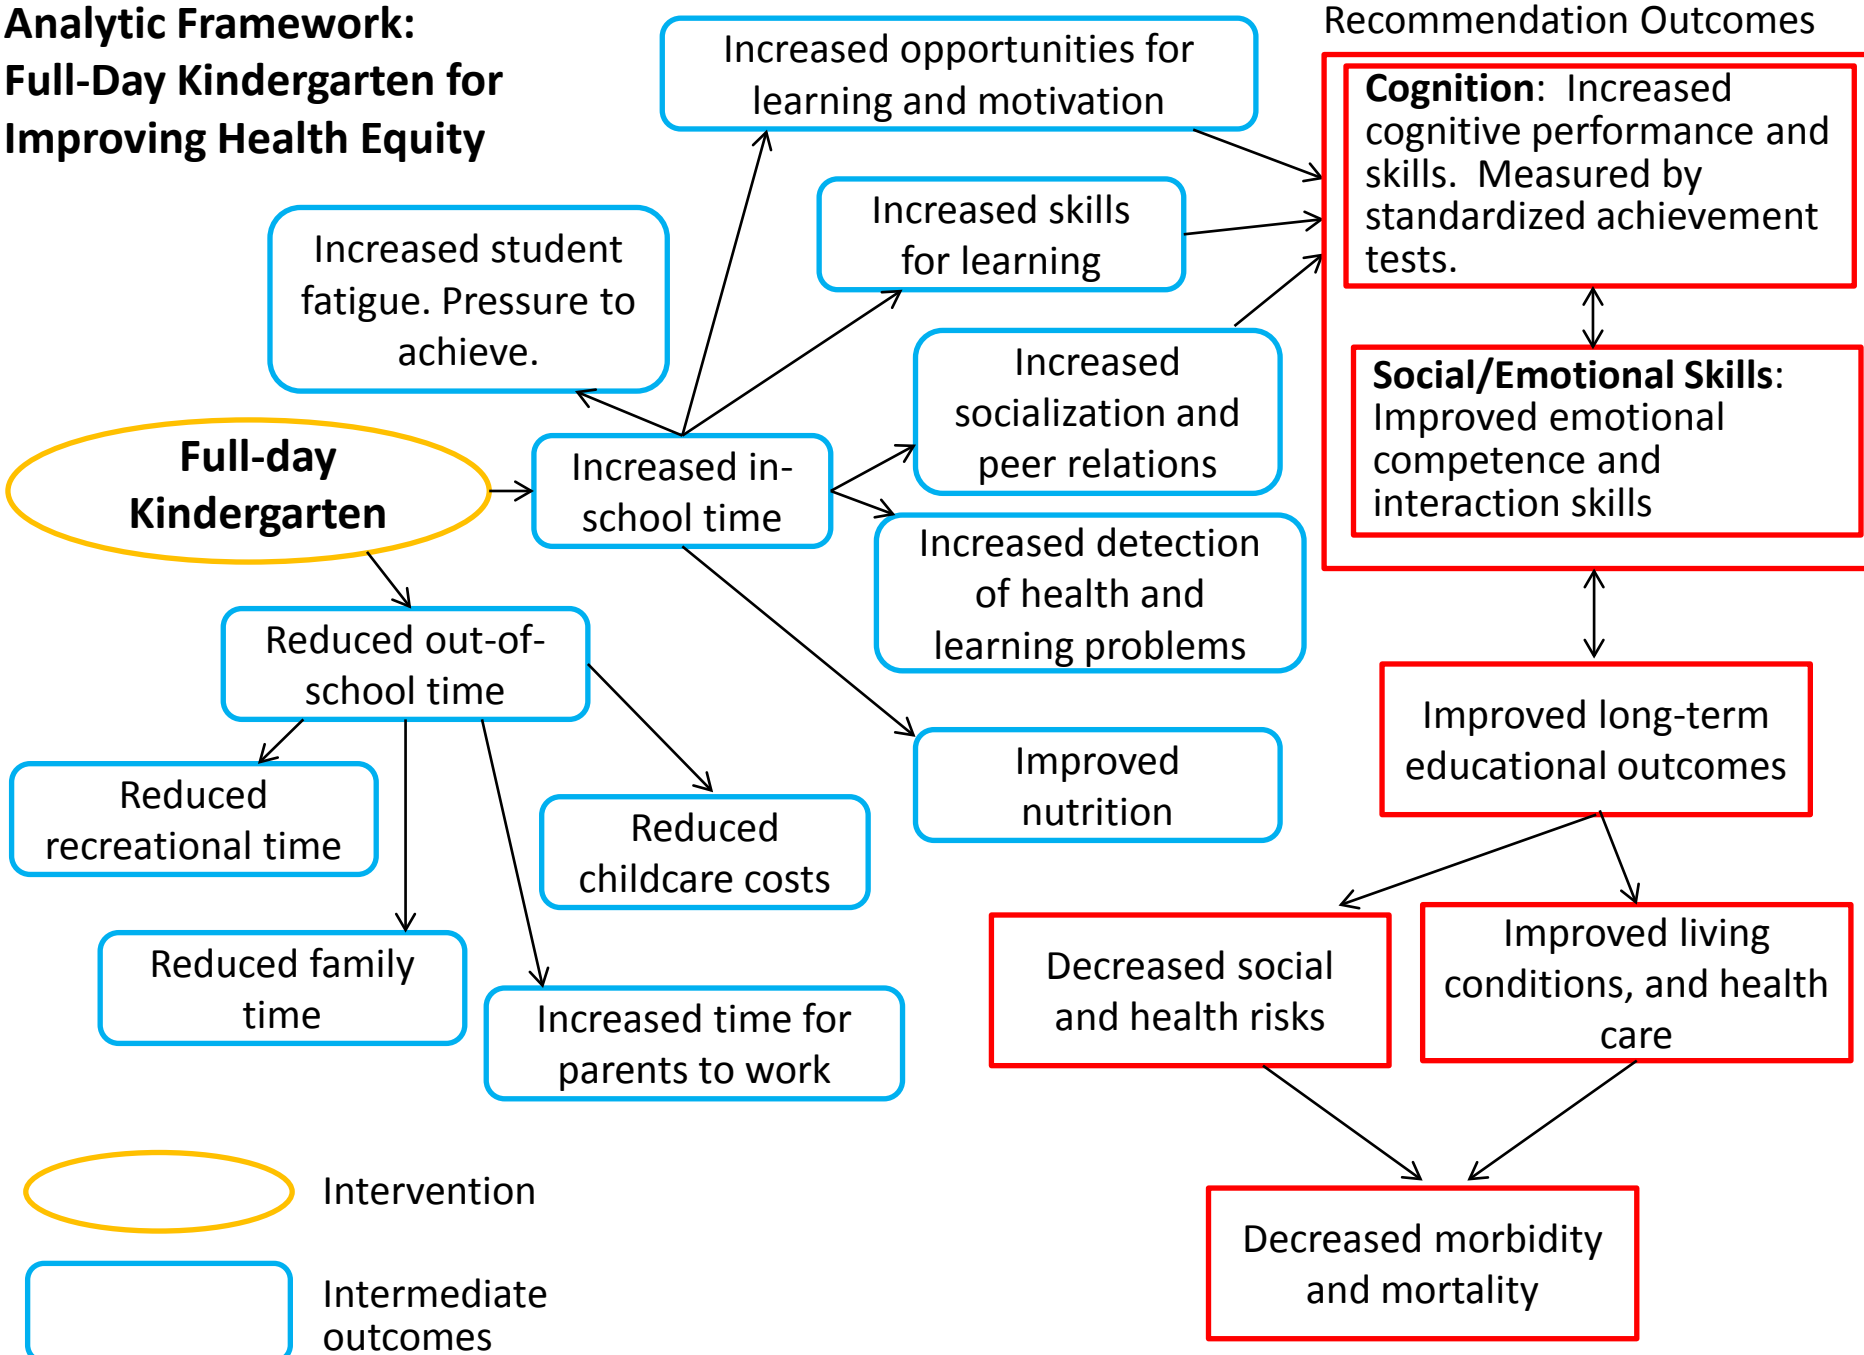 Analytic Framework:
Full-Day Kindergarten for
Improving Health Equity
Increased opportunities for
learning and motivation
Recommendation Outcomes
Cognition:  Increased
cognitive performance and
skills.  Measured by
standardized achievement
tests.
Increased skills
for learning
Increased student
fatigue. Pressure to
achieve.
Increased
socialization and
peer relations
Social/Emotional Skills:
Improved emotional
competence and
interaction skills
Full-day
Kindergarten
Increased in-
school time
Increased detection
of health and
learning problems
Reduced out-of-
school time
Improved long-term
educational outcomes
Improved
nutrition
Reduced
recreational time
Reduced
childcare costs
Reduced family
time
Increased time for
parents to work
Decreased social
and health risks
Improved living
conditions, and health
care
Intervention
Decreased morbidity
and mortality
Intermediate
outcomes